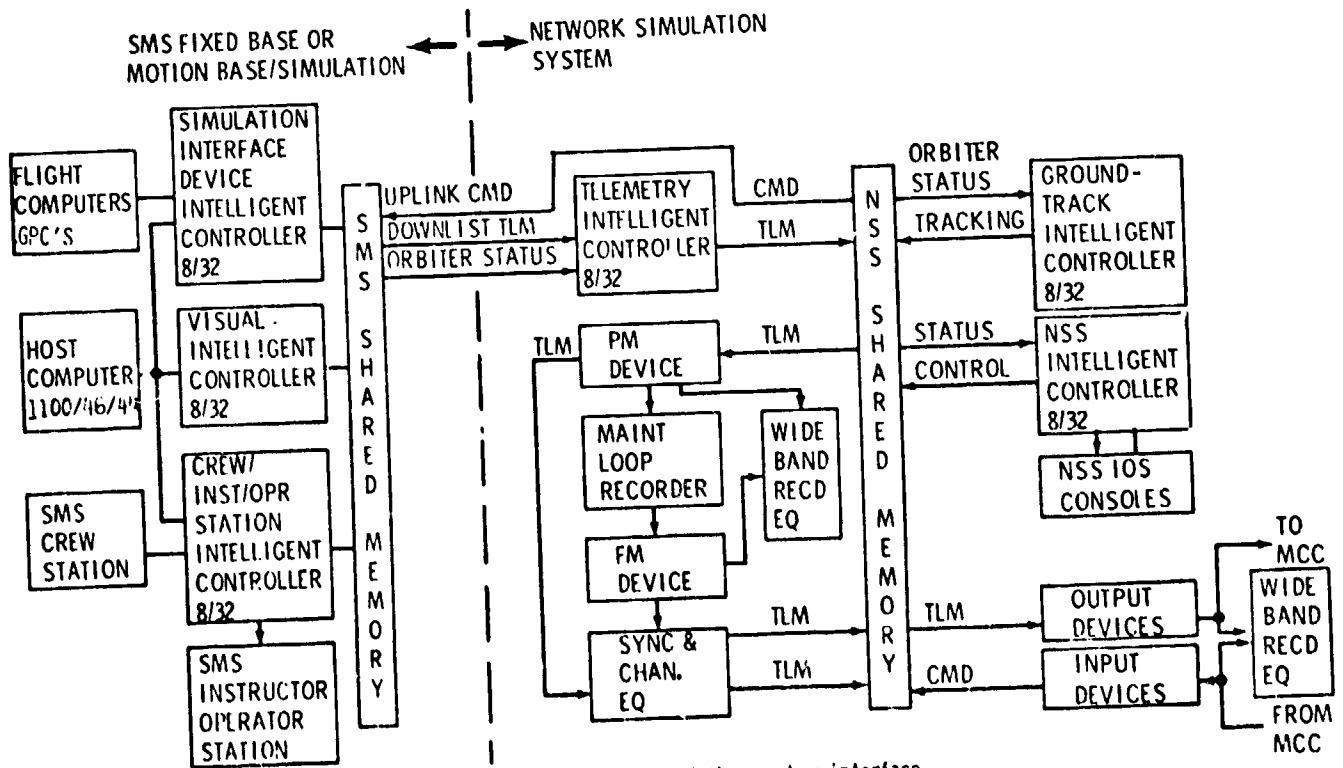 SMS FIXED BASE OR
MOTION BASE/SIMULATION
NETWORK SIMULATION
SYSTEM
FLIGHT
COMPUTERS
GPC'S
SIMULATION
INTERFACE
DEVICE
INTELLIGENT
CONTROLLER
8/32
HOST
COMPUTER
VISUAL
INTELLIGENT
CONTROLLER
8/32
SMS
CREW
STATION
CREW/
INST/OPR
STATION
INTELLIGENT
CONTROLLER
8/32
SMS
INSTRUCTOR
OPERATOR
STATION
SMS SHARED MEMORY
UPLINK CMD
DOWNLIST TLM
ORBITER STATUS
TELEMETRY
INTELLIGENT
CONTROLLER
8/32
CMD
TLM
TLM
PM
DEVICE
TLM
MAINT
LOOP
RECORDER
WIDE
BAND
RECD
EQ
FM
DEVICE
SYNC &
CHAN.
EQ
TLM
TLM
NSS SHARED MEMORY
ORBITER
STATUS
TRACKING
GROUND-
TRACK
INTELLIGENT
CONTROLLER
8/32
STATUS
CONTROL
NSS
INTELLIGENT
CONTROLLER
8/32
NSS IOS
CONSOLES
TLM
OUTPUT
DEVICES
CMD
INPUT
DEVICES
TO
MCC
WIDE
BAND
RECD
EQ
FROM
MCC
interface